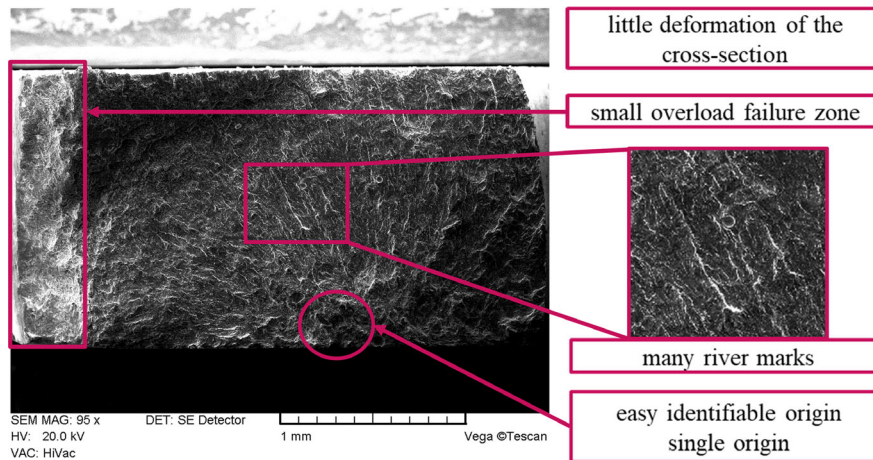 little deformation of the
cross-section
small overload failure zone
many river marks
easy identifiable origin
single origin
SEM MAG: 95 x
DET: SE Detector
HV: 20.0 kV
1 mm
Vega ©Tescan
VAC: HiVac